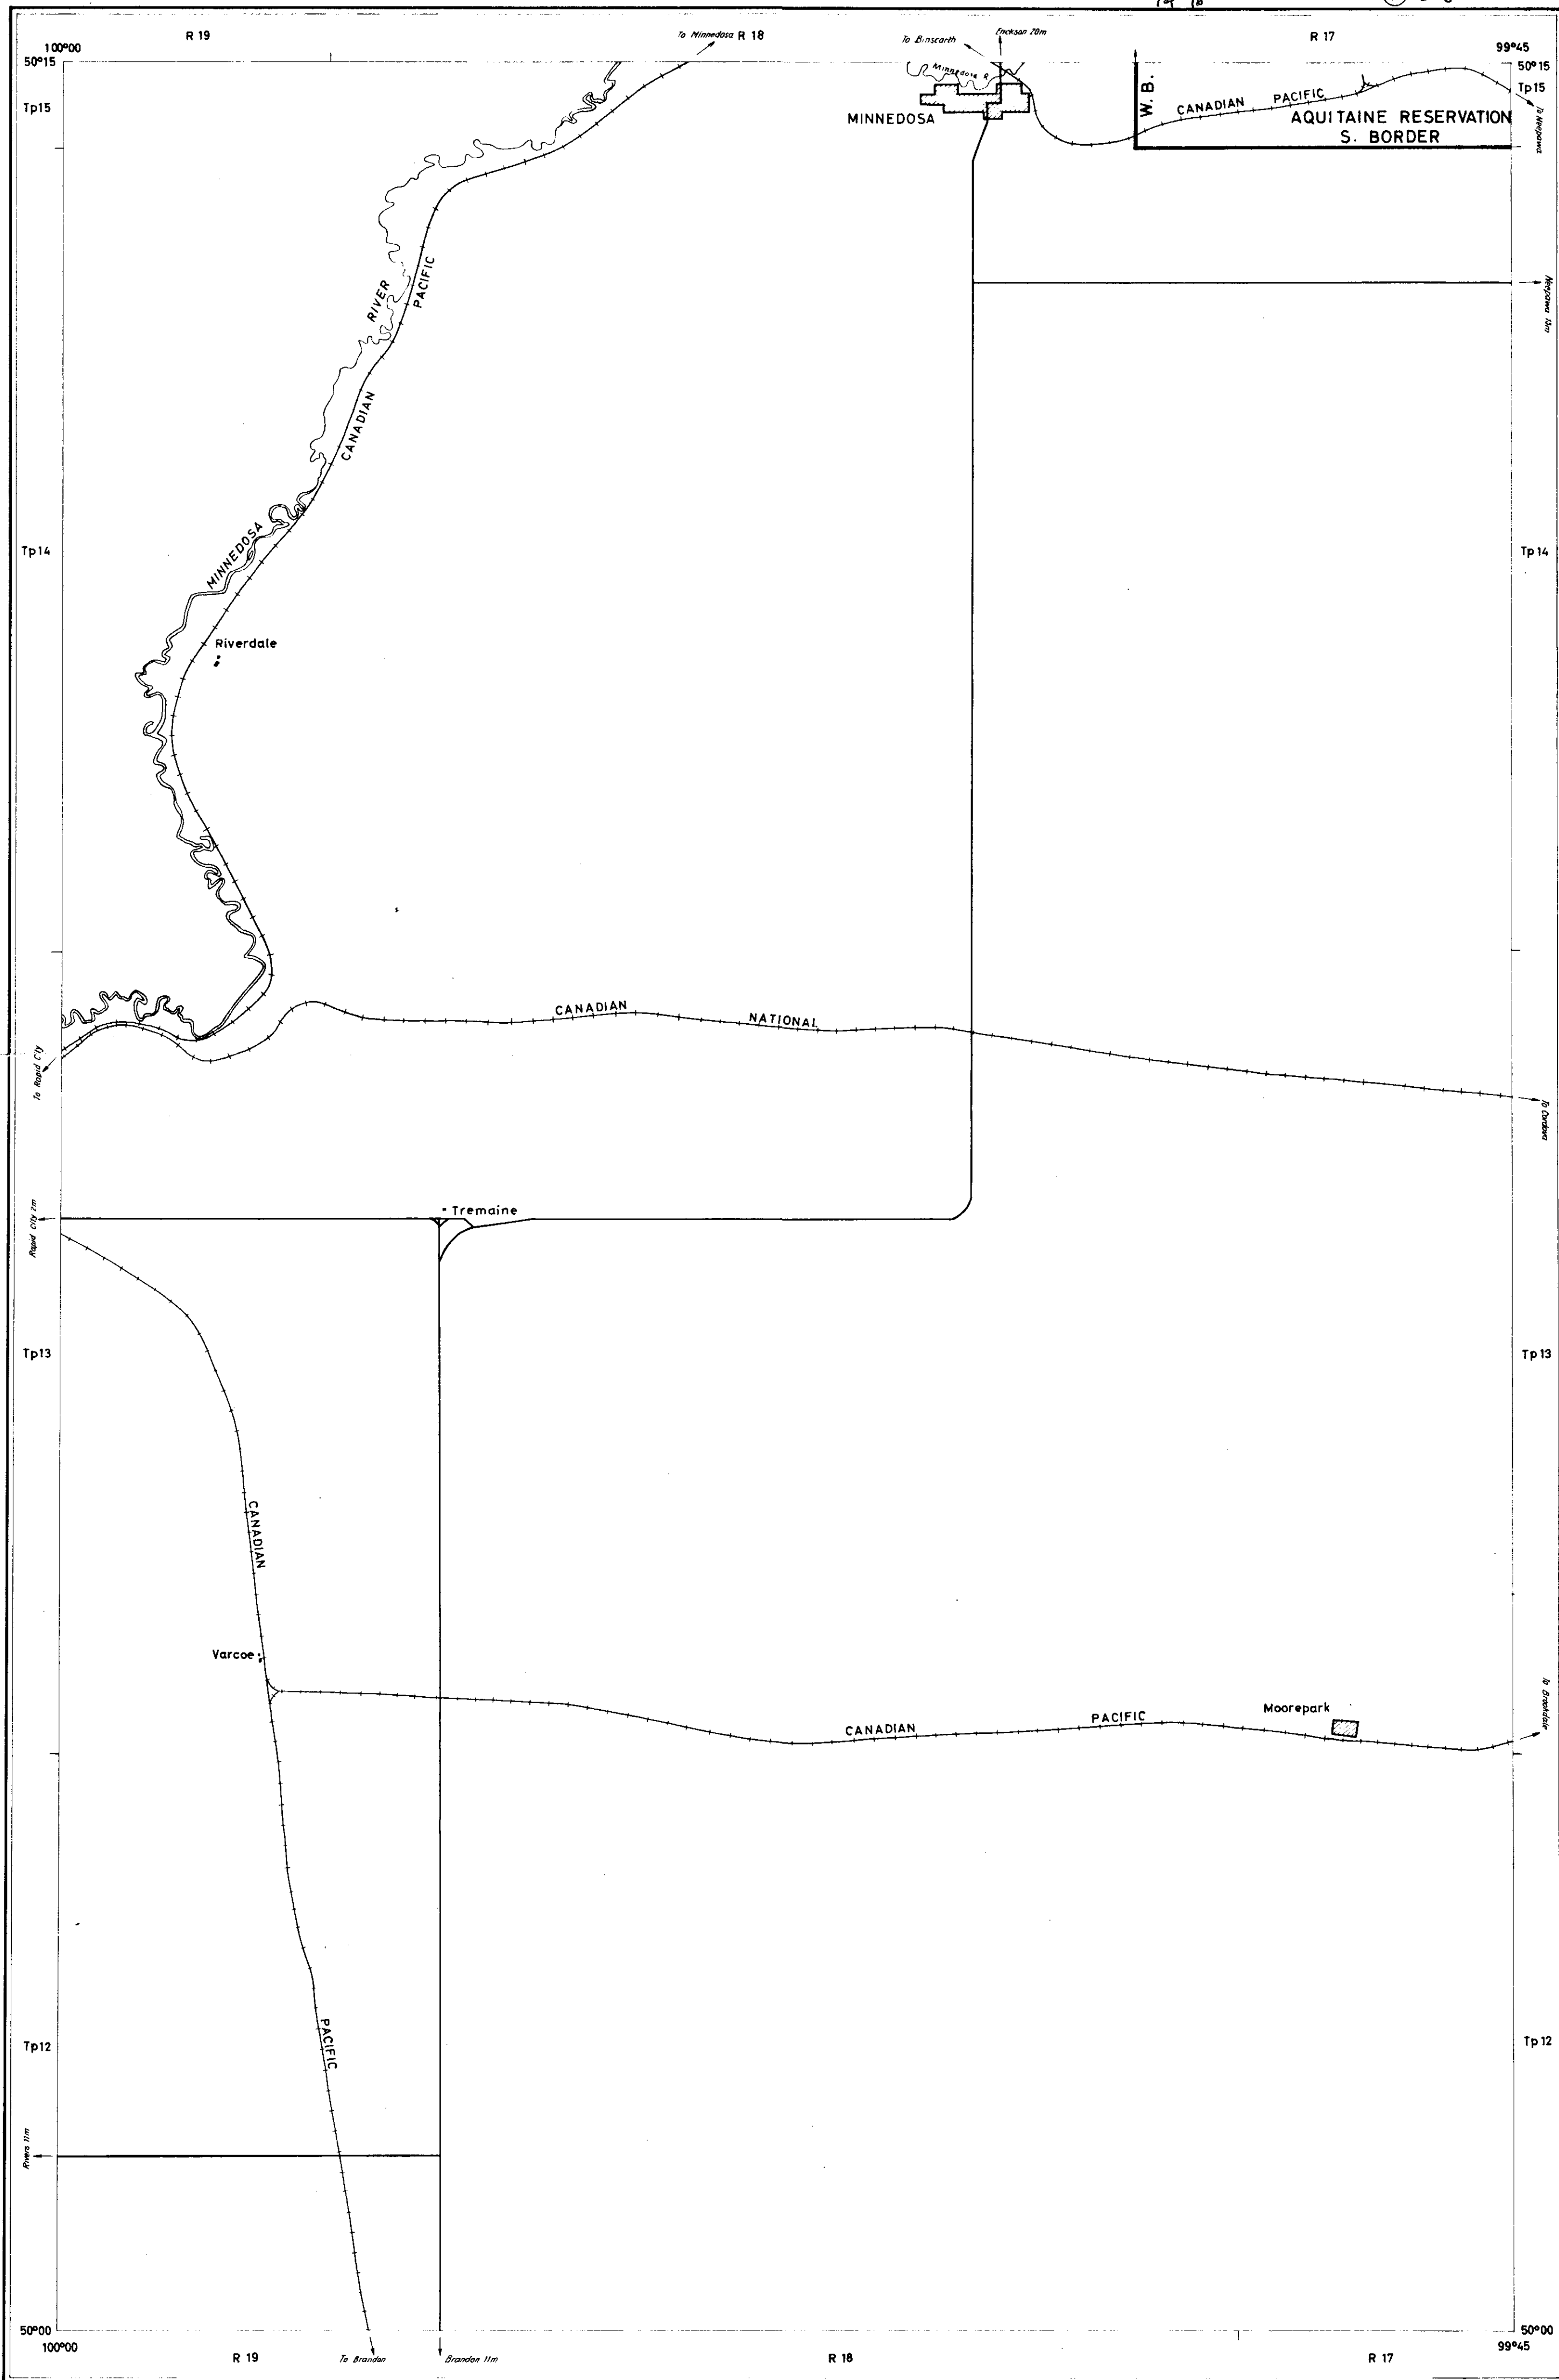 R 19
To Minnedosa R 18
To Binscarth
Erickson 20m
R 17
100°00
99°45
50°15
50°15
Tp15
Tp15
Minnedosa R.
MINNEDOSA
W. B.
CANADIAN PACIFIC
AQUITAINE RESERVATION
S. BORDER
To Neepawa
RIVER
PACIFIC
Neepawa 13m
CANADIAN
MINNEDOSA
Tp14
Tp14
Riverdale
CANADIAN NATIONAL
To Rapid City
To Cordova
Rapid City 2m
Tremaine
Tp13
Tp13
CANADIAN
Varcoe
Moorepark
CANADIAN PACIFIC
To Brookdale
PACIFIC
Tp12
Tp12
Rivers 11m
50°00
50°00
100°00
99°45
R 19
To Brandon
Brandon 11m
R 18
R 17